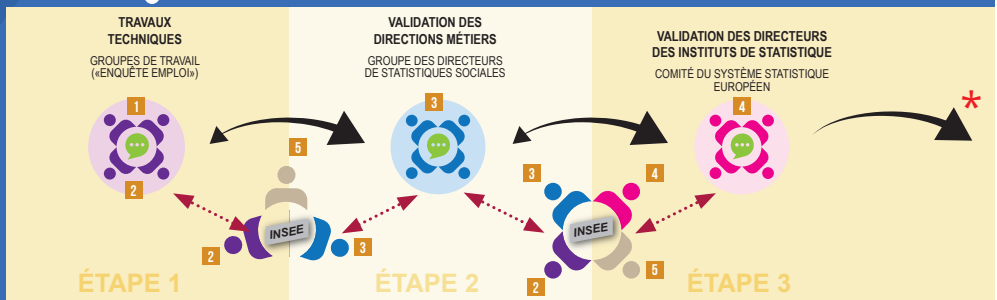 TRAVAUX
TECHNIQUES
GROUPES DE TRAVAIL
(«ENQUÊTE EMPLOI»)
1
2
ÉTAPE 1
VALIDATION DES
DIRECTIONS MÉTIERS
GROUPE DES DIRECTEURS
DE STATISTIQUES SOCIALES
3
5
INSEE
2
3
ÉTAPE 2
VALIDATION DES DIRECTEURS
DES INSTITUTS DE STATISTIQUE
COMITÉ DU SYSTÈME STATISTIQUE
EUROPÉEN
4
*
3
4
INSEE
2
5
ÉTAPE 3